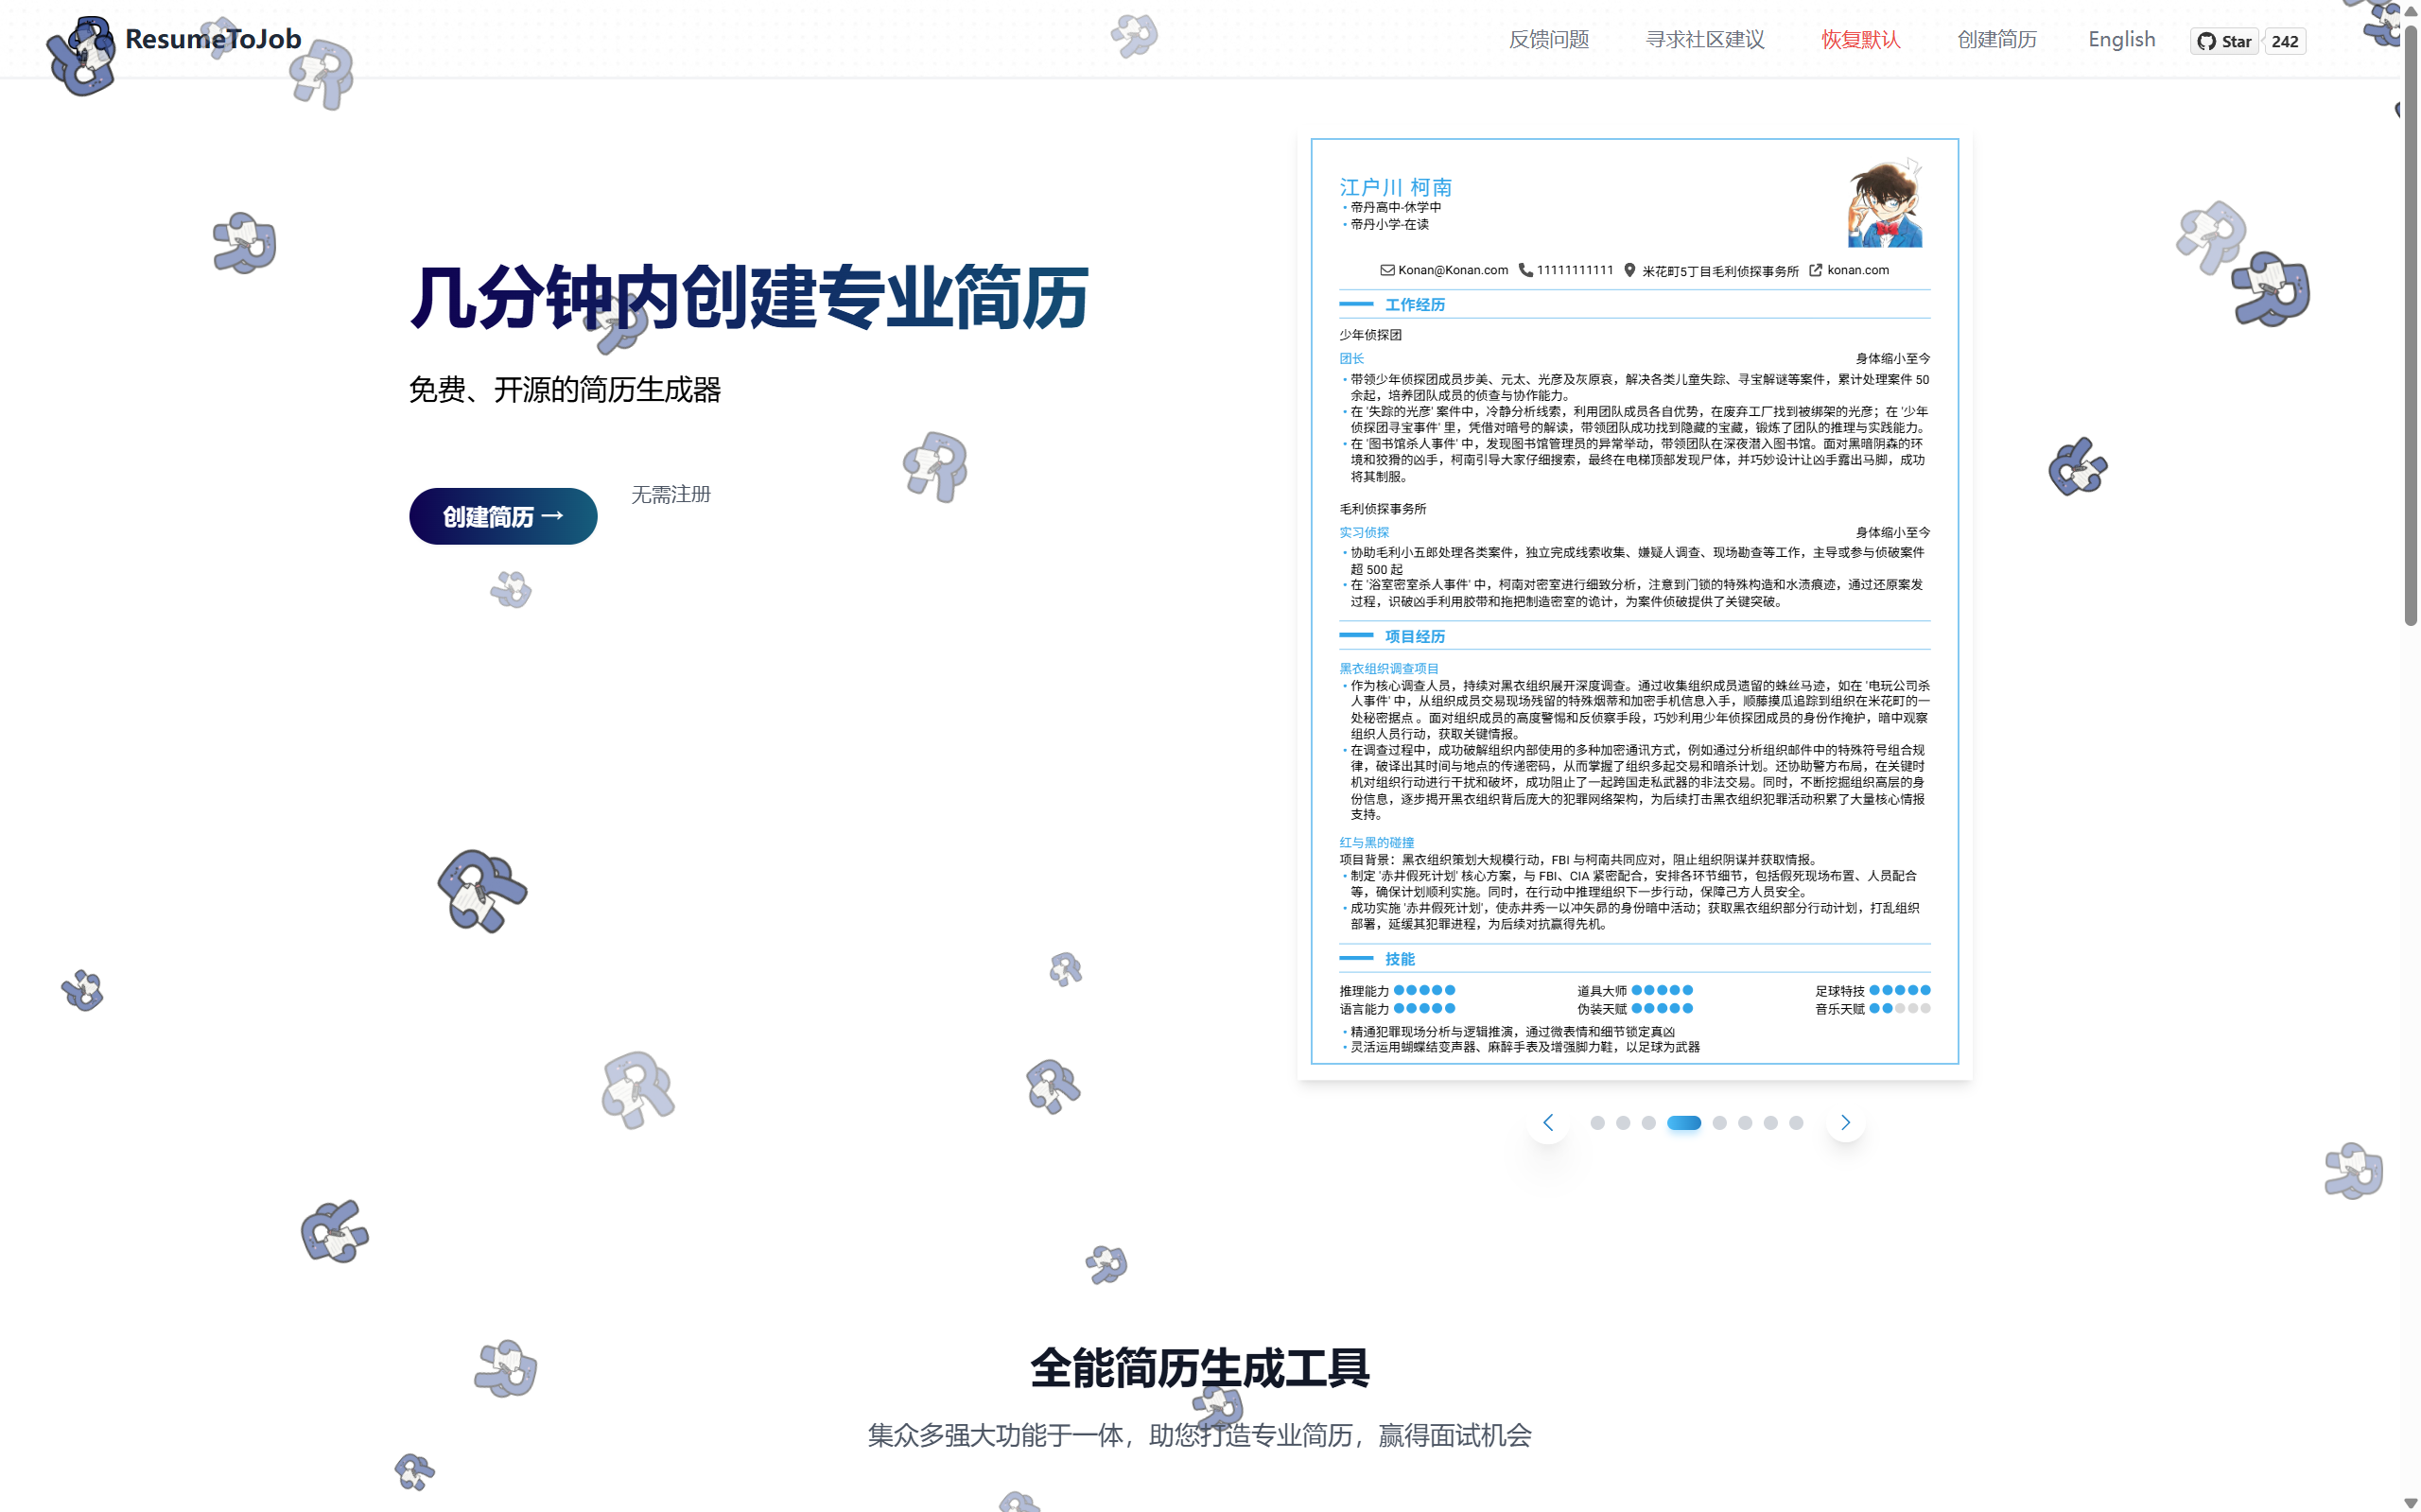 ResumeToJob
反馈问题
寻求社区建议
恢复默认
创建简历
English
Star
242
几分钟内创建专业简历
免费、开源的简历生成器
创建简历 →
无需注册
江户川 柯南
• 帝丹高中-休学中
• 帝丹小学-在读
Konan@Konan.com 11111111111 米花町5丁目毛利侦探事务所 konan.com
工作经历
少年侦探团
团长 身体缩小至今
• 带领少年侦探团成员步美、元太、光彦及灰原哀，解决各类儿童失踪、寻宝解谜等案件，累计处理案件 50
余起，培养团队成员的侦查与协作能力。
• 在 '失踪的光彦' 案件中，冷静分析线索，利用团队成员各自优势，在废弃工厂找到被绑架的光彦；在 '少年
侦探团寻宝事件' 里，凭借对暗号的解读，带领团队成功找到隐藏的宝藏，锻炼了团队的推理与实践能力。
• 在 '图书馆杀人事件' 中，发现图书馆管理员的异常举动，带领团队在深夜潜入图书馆。面对黑暗阴森的环
境和狡猾的凶手，柯南引导大家仔细搜索，最终在电梯顶部发现尸体，并巧妙设计让凶手露出马脚，成功
将其制服。
毛利侦探事务所
实习侦探 身体缩小至今
• 协助毛利小五郎处理各类案件，独立完成线索收集、嫌疑人调查、现场勘查等工作，主导或参与侦破案件
超 500 起
• 在 '浴室密室杀人事件' 中，柯南对密室进行细致分析，注意到门锁的特殊构造和水渍痕迹，通过还原案发
过程，识破凶手利用胶带和拖把制造密室的诡计，为案件侦破提供了关键突破。
项目经历
黑衣组织调查项目
• 作为核心调查人员，持续对黑衣组织展开深度调查。通过收集组织成员遗留的蛛丝马迹，如在 '电玩公司杀
人事件' 中，从组织成员交易现场残留的特殊烟蒂和加密手机信息入手，顺藤摸瓜追踪到组织在米花町的一
处秘密据点 。面对组织成员的高度警惕和反侦察手段，巧妙利用少年侦探团成员的身份作掩护，暗中观察
组织人员行动，获取关键情报。
• 在调查过程中，成功破解组织内部使用的多种加密通讯方式，例如通过分析组织邮件中的特殊符号组合规
律，破译出其时间与地点的传递密码，从而掌握了组织多起交易和暗杀计划。还协助警方布局，在关键时
机对组织行动进行干扰和破坏，成功阻止了一起跨国走私武器的非法交易。同时，不断挖掘组织高层的身
份信息，逐步揭开黑衣组织背后庞大的犯罪网络架构，为后续打击黑衣组织犯罪活动积累了大量核心情报
支持。
红与黑的碰撞
项目背景：黑衣组织策划大规模行动，FBI 与柯南共同应对，阻止组织阴谋并获取情报。
• 制定 '赤井假死计划' 核心方案，与 FBI、CIA 紧密配合，安排各环节细节，包括假死现场布置、人员配合
等，确保计划顺利实施。同时，在行动中推理组织下一步行动，保障己方人员安全。
• 成功实施 '赤井假死计划'，使赤井秀一以冲矢昴的身份暗中活动；获取黑衣组织部分行动计划，打乱组织
部署，延缓其犯罪进程，为后续对抗赢得先机。
技能
推理能力 道具大师 足球特技
语言能力 伪装天赋 音乐天赋
• 精通犯罪现场分析与逻辑推演，通过微表情和细节锁定真凶
• 灵活运用蝴蝶结变声器、麻醉手表及增强脚力鞋，以足球为武器
全能简历生成工具
集众多强大功能于一体，助您打造专业简历，赢得面试机会